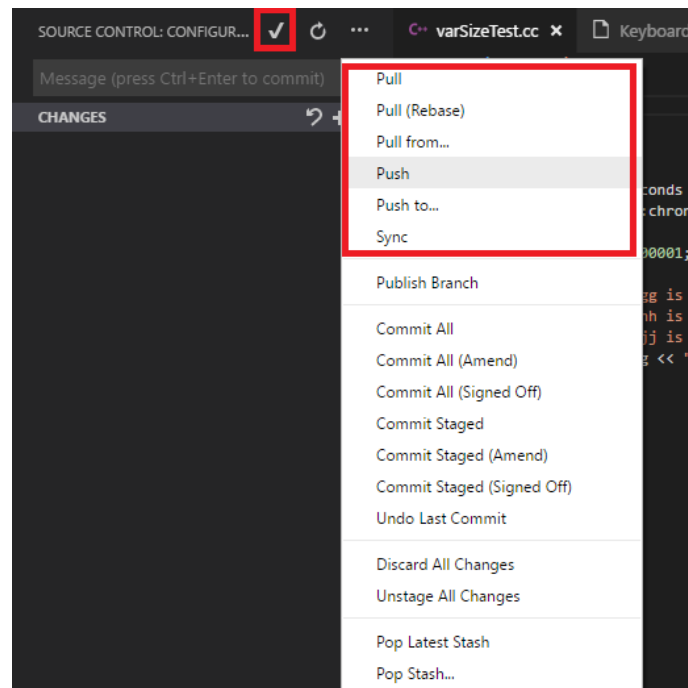 SOURCE CONTROL: CONFIGUR...
C++ varSizeTest.cc
Keyboard
Message (press Ctrl+Enter to commit)
CHANGES
Pull
Pull (Rebase)
Pull from...
Push
Push to...
Sync
Publish Branch
Commit All
Commit All (Amend)
Commit All (Signed Off)
Commit Staged
Commit Staged (Amend)
Commit Staged (Signed Off)
Undo Last Commit
Discard All Changes
Unstage All Changes
Pop Latest Stash
Pop Stash...
conds
:chron
00001;
gg is
hh is
jj is
g << "